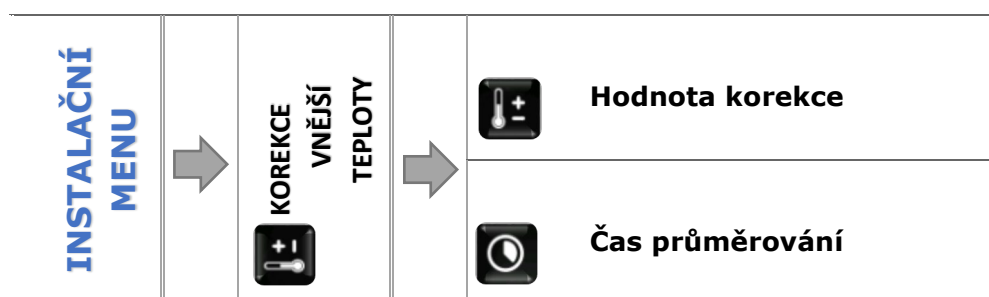 INSTALAČNÍ
MENU
KOREKCE
VNĚJŠÍ
TEPLOTY
Hodnota korekce
Čas průměrování